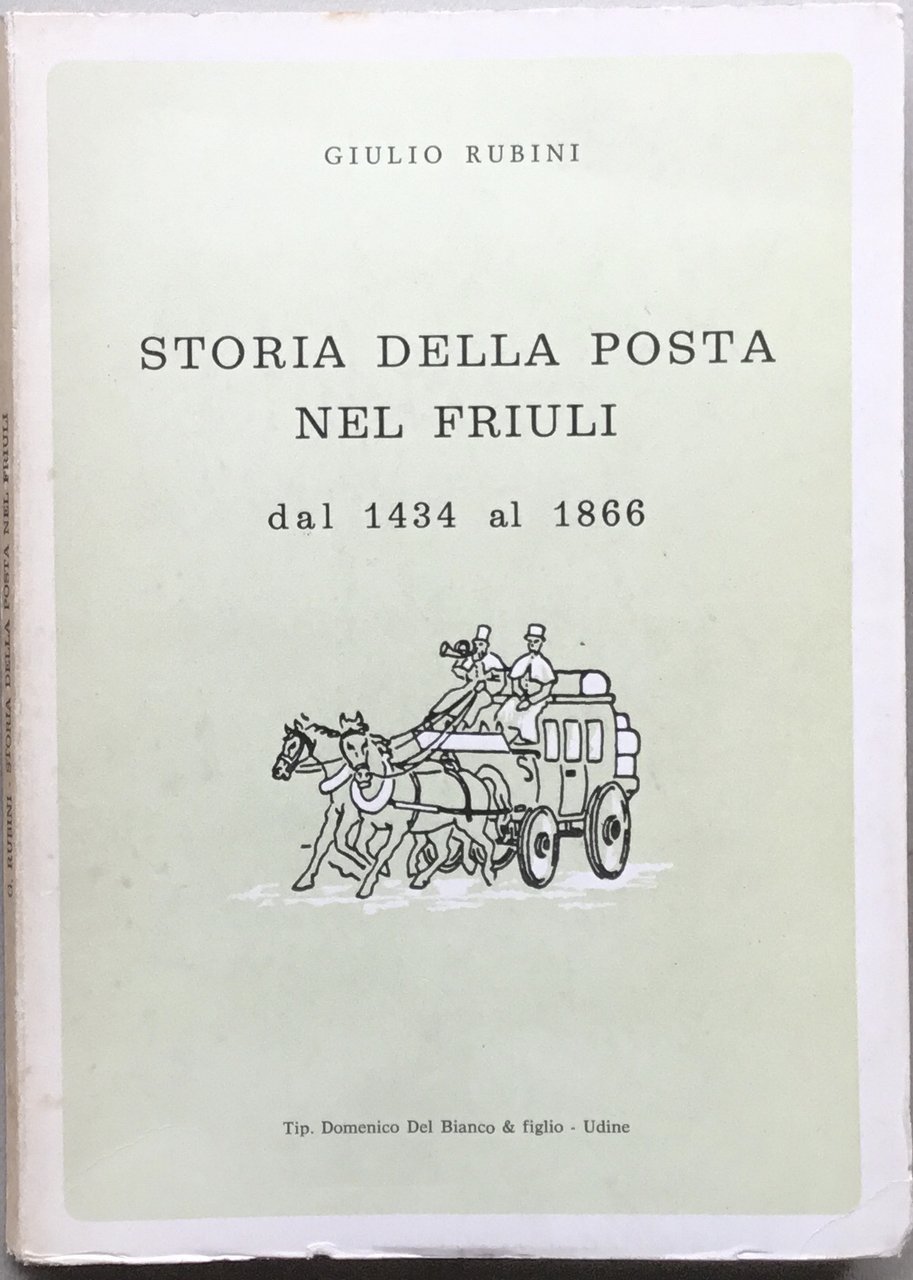 GIULIO RUBINI
STORIA DELLA POSTA
NEL FRIULI
dal 1434 al 1866
Tip. Domenico Del Bianco & figlio - Udine
G. RUBINI - STORIA DELLA POSTA NEL FRIULI